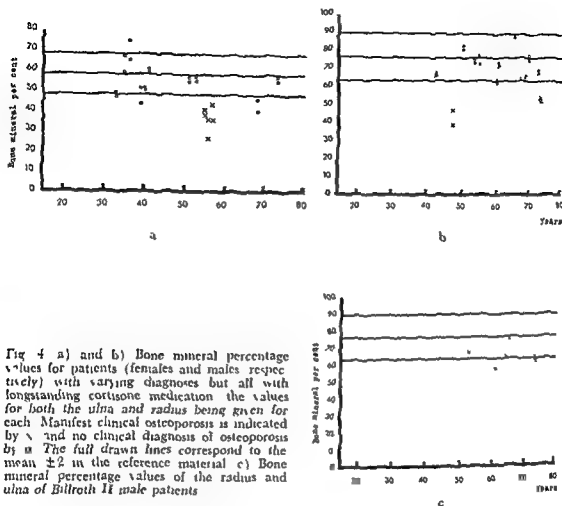 80
70
60
50
40
30
20
10
0
Bone mineral per cent
20 30 40 50 60 70 80
a
100
90
80
70
60
50
40
30
20
10
0
20 30 40 50 60 70 80
Years
b
Fig 4 a) and b) Bone mineral percentage
values for patients (females and males respec
tively) with varying diagnoses but all with
longstanding cortisone medication the values
for both the ulna and radius being given for
each Manifest clinical osteoporosis is indicated
by and no clinical diagnosis of osteoporosis
by The full drawn lines correspond to the
mean ±2 in the reference material c) Bone
mineral percentage values of the radius and
ulna of Billroth II male patients
100
90
80
70
60
50
40
30
20
10
0
Bone mineral per cent
20 40 50 60 80
Years
c